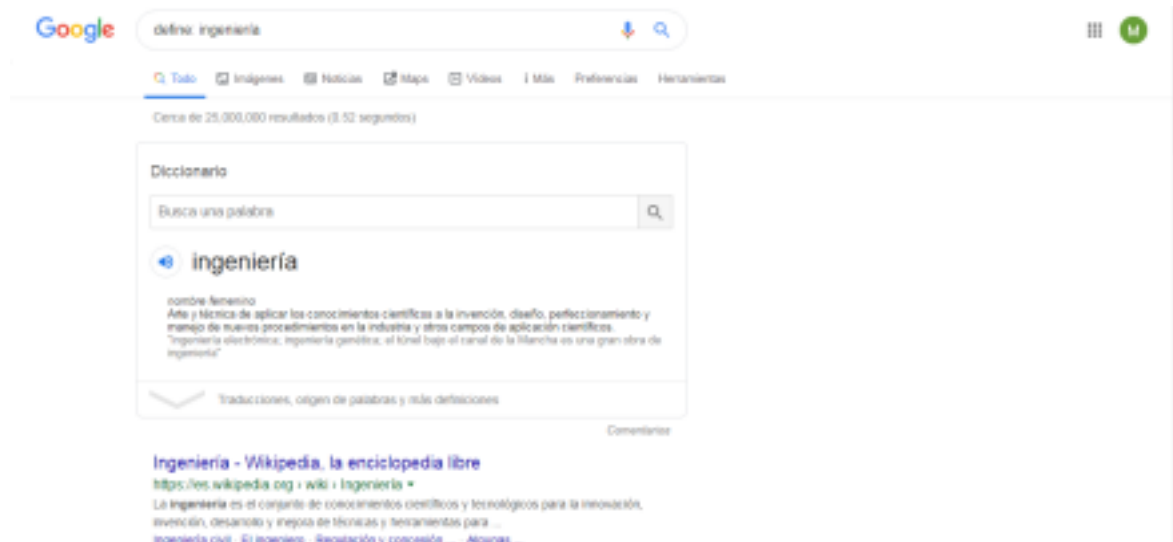 Google
define: ingeniería
M
Todo Imágenes Noticias Maps Videos Más Preferencias Herramientas
Cerca de 25,000,000 resultados (0.52 segundos)
Diccionario
Busca una palabra
ingeniería
nombre femenino
Arte y técnica de aplicar los conocimientos científicos a la invención, diseño, perfeccionamiento y
manejo de nuevos procedimientos en la industria y otros campos de aplicación científicos.
"ingeniería electrónica; ingeniería genética; el túnel bajo el canal de la Mancha es una gran obra de
ingeniería"
Traducciones, origen de palabras y más definiciones
Comentarios
Ingeniería - Wikipedia, la enciclopedia libre
https://es.wikipedia.org › wiki › Ingeniería
La ingeniería es el conjunto de conocimientos científicos y tecnológicos para la innovación,
invención, desarrollo y mejora de técnicas y herramientas para ...
Ingeniería civil · El ingeniero · Regulación y concesión ... · Algunas ...